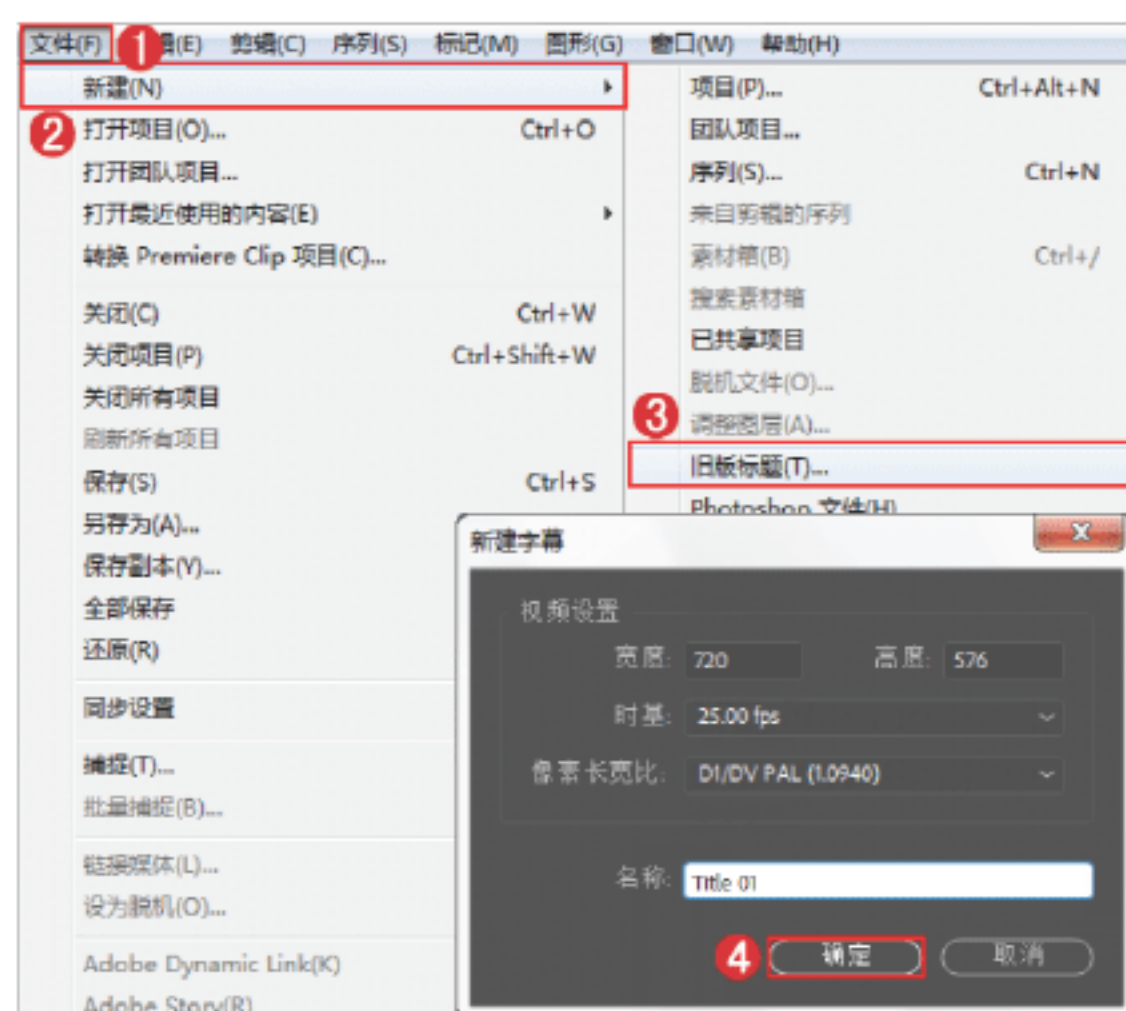 文件(F) 1 辑(E) 剪辑(C) 序列(S) 标记(M) 图形(G) 窗口(W) 帮助(H)
新建(N)
2 打开项目(O)... Ctrl+O
打开团队项目...
打开最近使用的内容(E)
转换 Premiere Clip 项目(C)...
关闭(C) Ctrl+W
关闭项目(P) Ctrl+Shift+W
关闭所有项目
刷新所有项目
保存(S) Ctrl+S
另存为(A)...
保存副本(Y)...
全部保存
还原(R)
同步设置
捕捉(T)...
批量捕捉(B)...
链接媒体(L)...
设为脱机(O)...
Adobe Dynamic Link(K)
Adobe Story(R)
项目(P)... Ctrl+Alt+N
团队项目...
序列(S)... Ctrl+N
来自剪辑的序列
素材箱(B) Ctrl+/
搜索素材箱
已共享项目
脱机文件(O)...
3 调整图层(A)...
旧版标题(T)...
Photoshop 文件(H)
新建字幕
视频设置
宽度: 720 高度: 576
时基: 25.00 fps
像素长宽比: D1/DV PAL (1.0940)
名称: Title 01
4 确定 取消